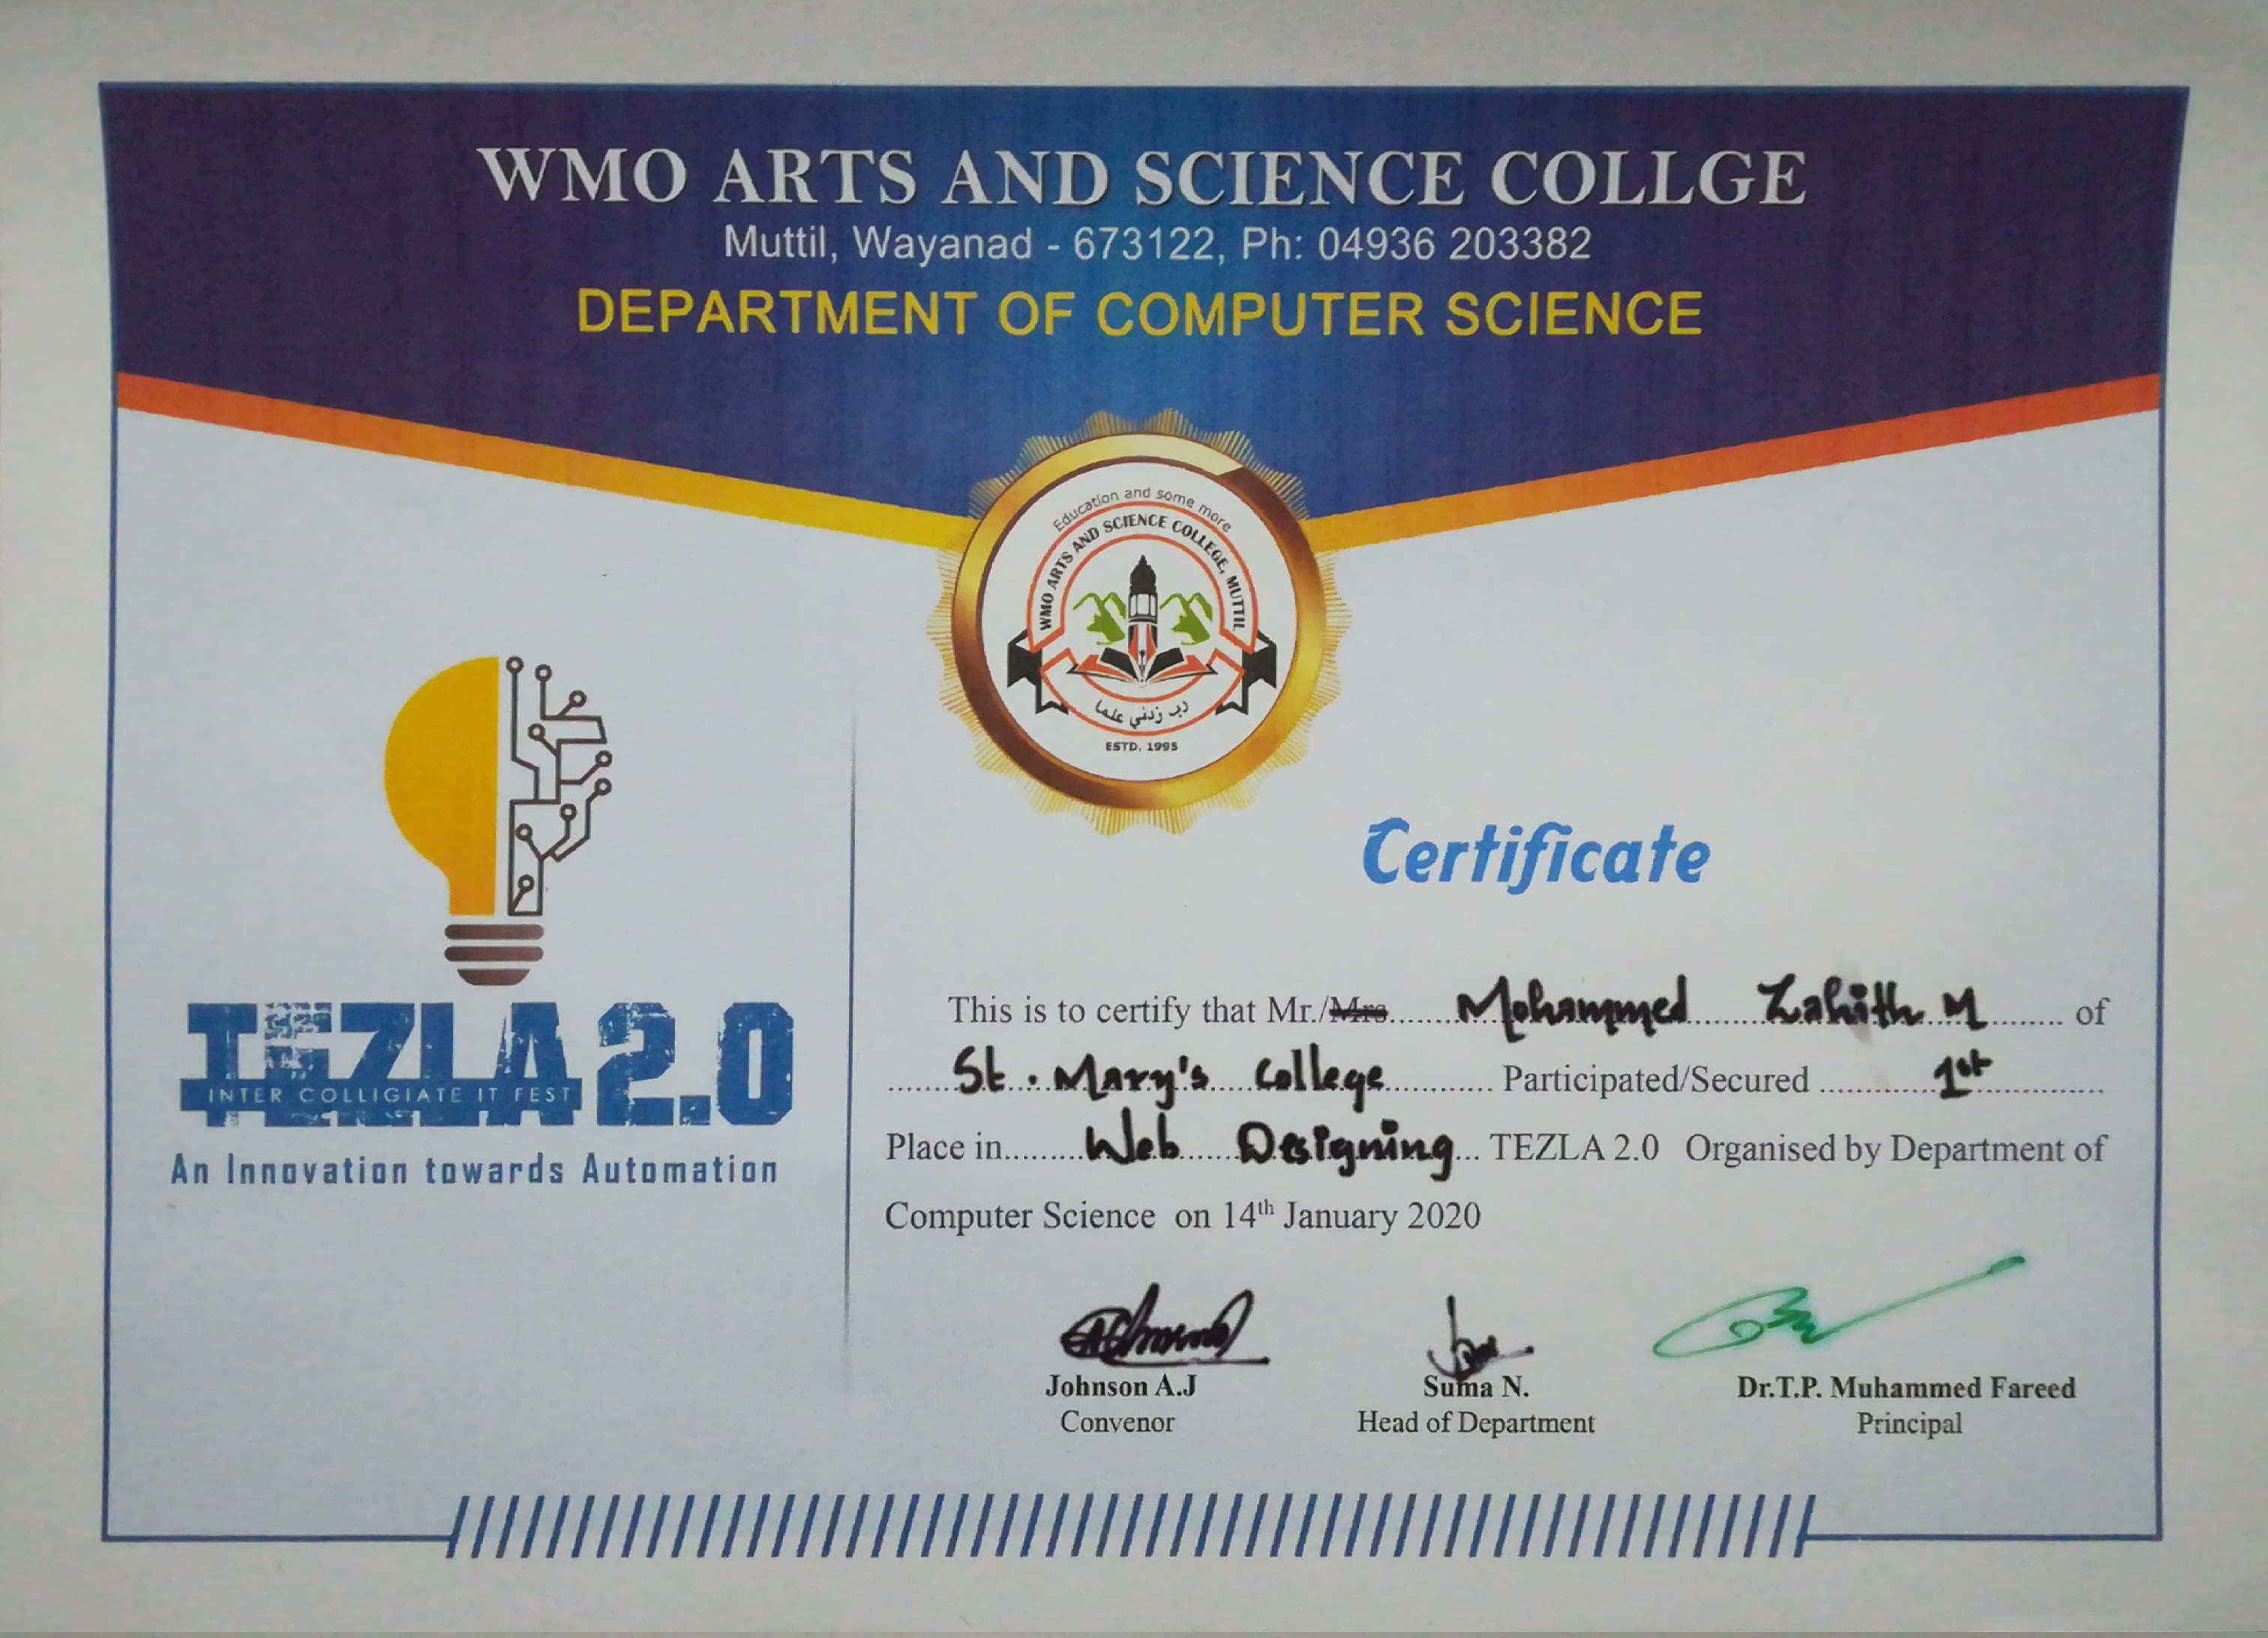 WMO ARTS AND SCIENCE COLLGE
Muttil, Wayanad - 673122, Ph: 04936 203382
DEPARTMENT OF COMPUTER SCIENCE
Education and some more
WMO ARTS AND SCIENCE COLLEGE, MUTTIL
رب زدني علما
ESTD. 1995
TEZLA 2.0
INTER COLLIGIATE IT FEST
An Innovation towards Automation
Certificate
This is to certify that Mr./Mrs........Mohammed Zahith M........ of
St. Mary's College Participated/Secured 1st
Place in.........Web Designing... TEZLA 2.0 Organised by Department of
Computer Science on 14th January 2020
Johnson A.J
Convenor
Suma N.
Head of Department
Dr.T.P. Muhammed Fareed
Principal